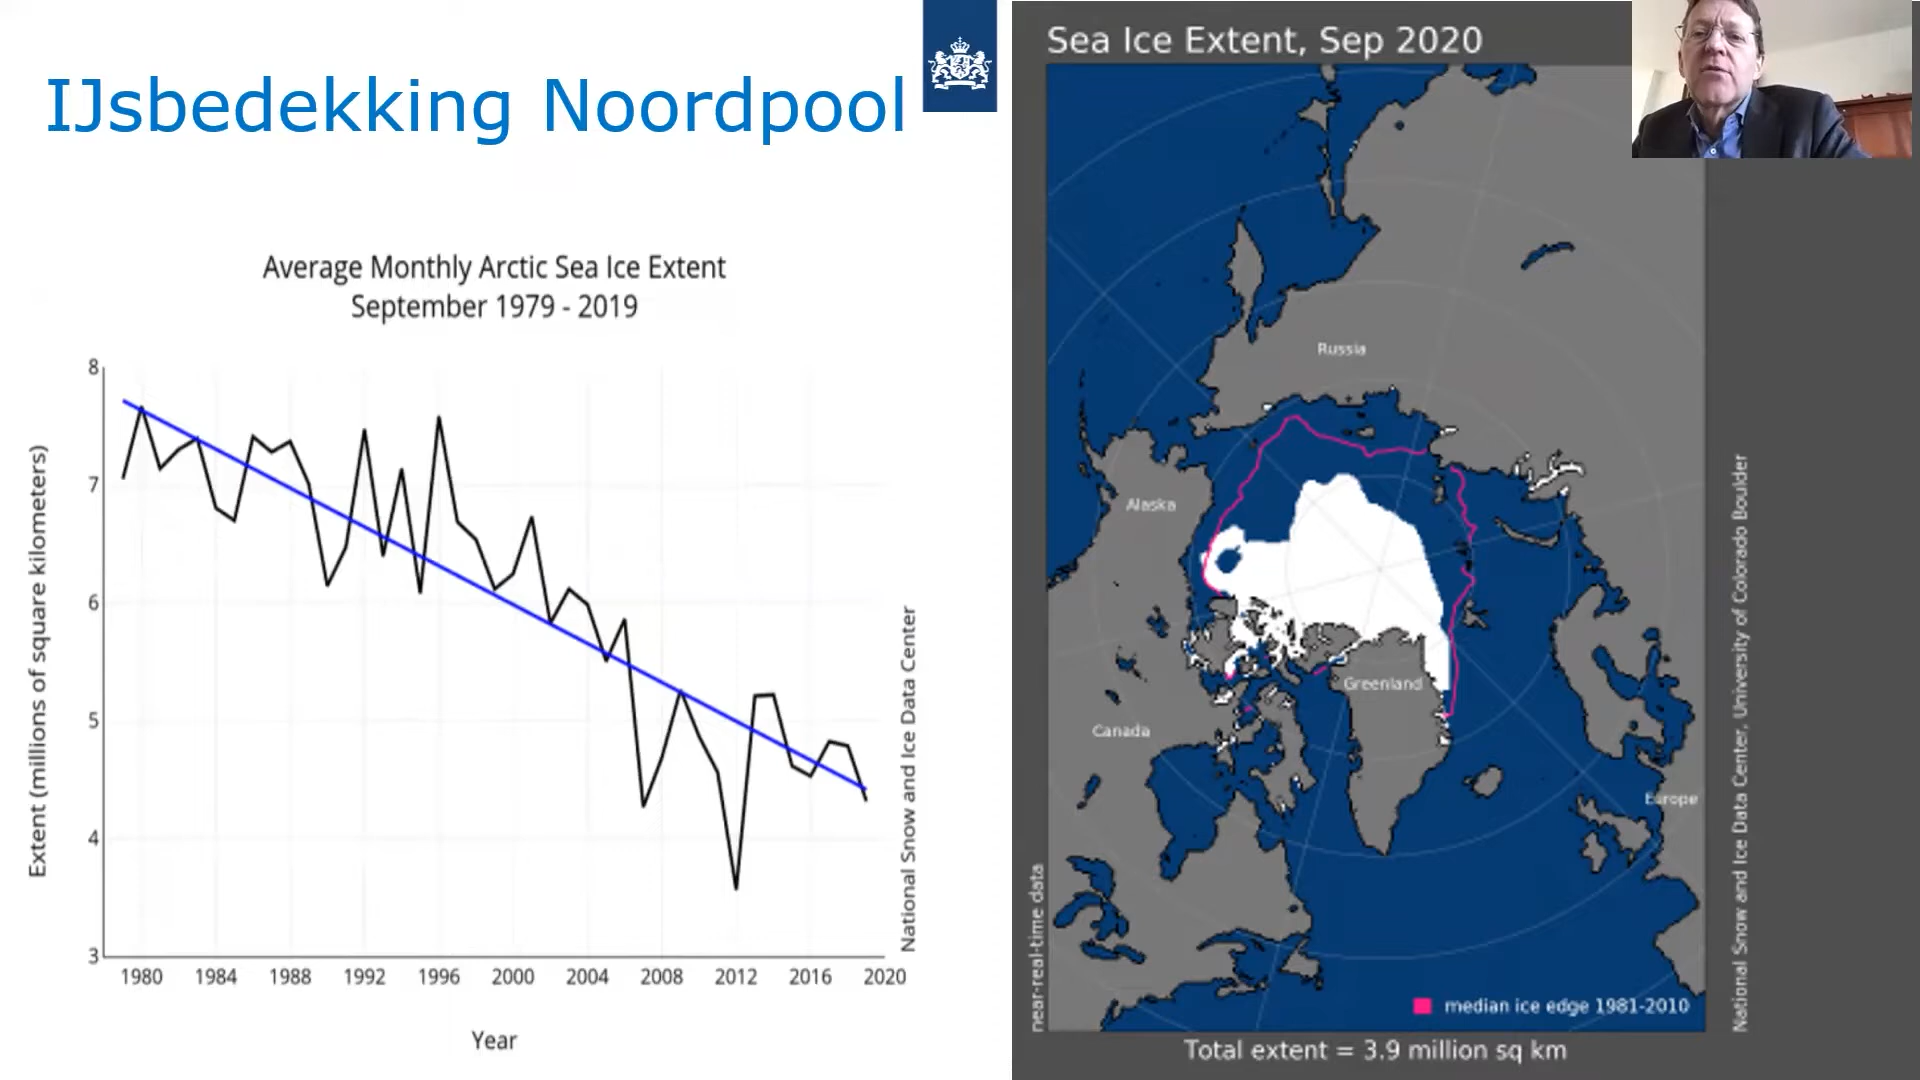 IJsbedekking Noordpool
Average Monthly Arctic Sea Ice Extent
September 1979 - 2019
Extent (millions of square kilometers)
8
7
6
5
4
3
1980 1984 1988 1992 1996 2000 2004 2008 2012 2016 2020
Year
National Snow and Ice Data Center
Sea Ice Extent, Sep 2020
Russia
Alaska
Greenland
Canada
Europe
near-real-time data
median ice edge 1981-2010
Total extent = 3.9 million sq km
National Snow and Ice Data Center, University of Colorado Boulder